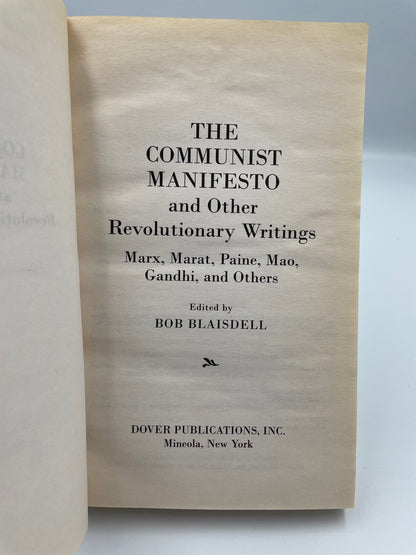 THE
COMMUNIST
MANIFESTO
and Other
Revolutionary Writings
Marx, Marat, Paine, Mao,
Gandhi, and Others
Edited by
BOB BLAISDELL
DOVER PUBLICATIONS, INC.
Mineola, New York